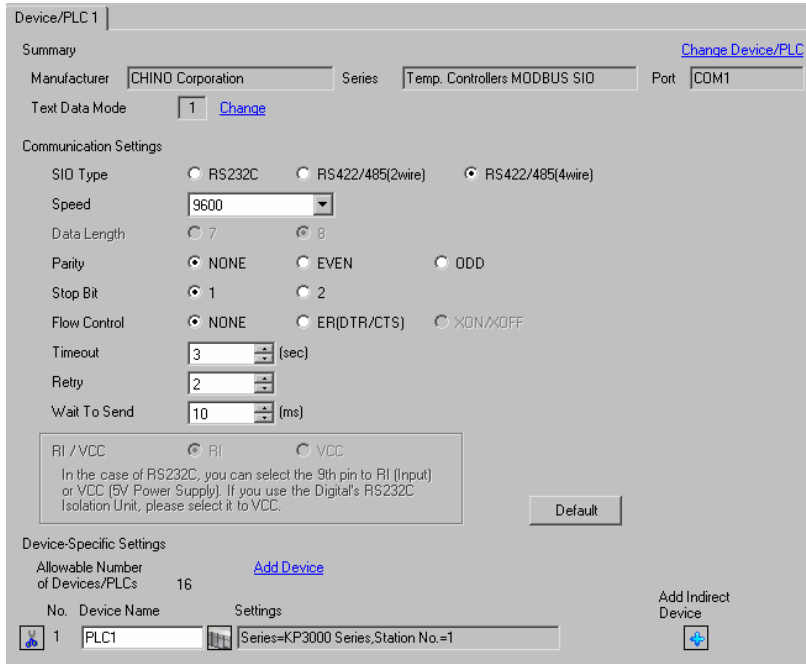 Device/PLC 1
Summary
Change Device/PLC
Manufacturer CHINO Corporation Series Temp. Controllers MODBUS SIO Port COM1
Text Data Mode 1 Change
Communication Settings
SIO Type RS232C RS422/485(2wire) RS422/485(4wire)
Speed 9600
Data Length 7 8
Parity NONE EVEN ODD
Stop Bit 1 2
Flow Control NONE ER(DTR/CTS) XON/XOFF
Timeout 3 (sec)
Retry 2
Wait To Send 10 (ms)
RI / VCC RI VCC
In the case of RS232C, you can select the 9th pin to RI (Input)
or VCC (5V Power Supply). If you use the Digital's RS232C
Isolation Unit, please select it to VCC.
Default
Device-Specific Settings
Allowable Number
of Devices/PLCs 16
Add Device
No. Device Name Settings
Add Indirect
Device
1 PLC1 Series=KP3000 Series,Station No.=1